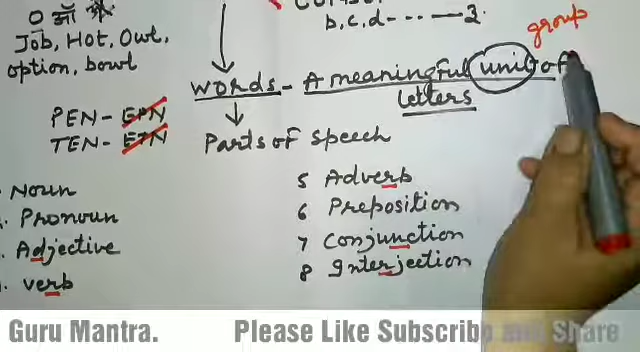 b, c, d - - - - — z.
O ऑ
Job, Hot, Owl,
option, bowl
group
words - A meaningful unit of
letters
PEN - EPN
TEN - ETN
Parts of speech
Noun
Pronoun
Adjective
verb
5 Adverb
6 Preposition
7 Conjunction
8 Interjection
Guru Mantra. Please Like Subscribe and Share